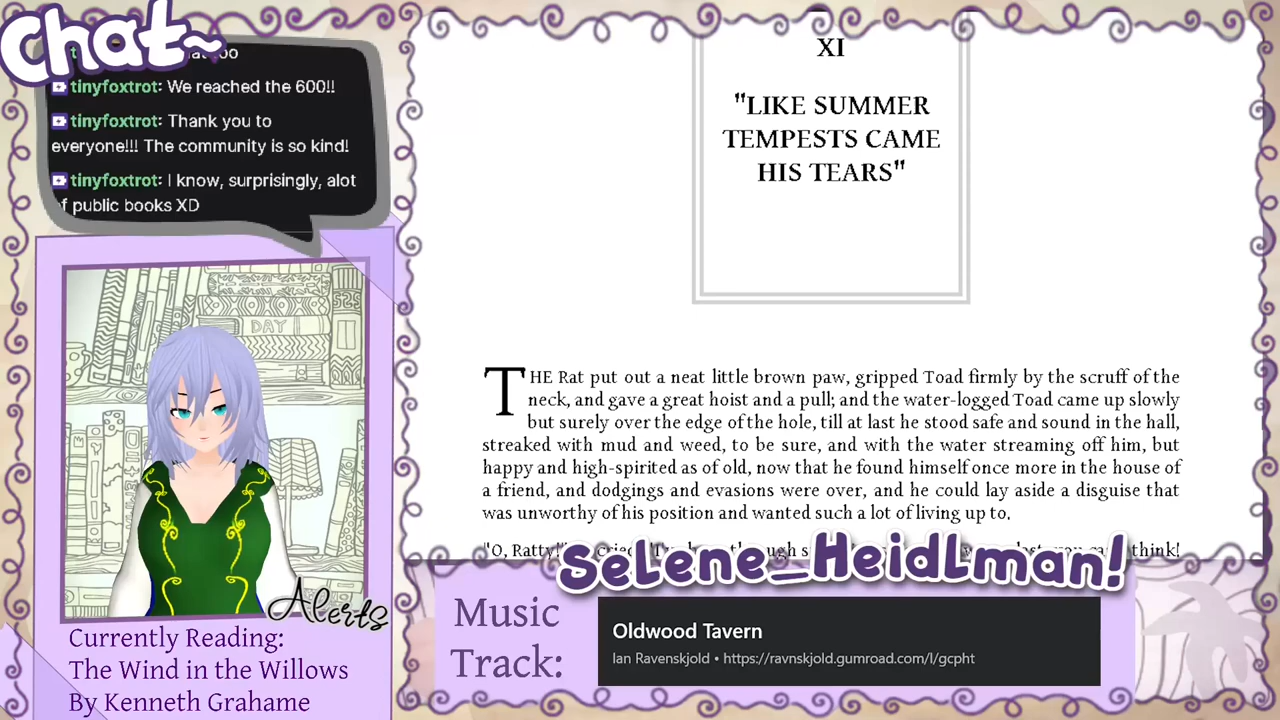 Chat~
tinyfoxtrot: We reached the 600!!
tinyfoxtrot: Thank you to
everyone!!! The community is so kind!
tinyfoxtrot: I know, surprisingly, alot
of public books XD
DAY
Alerts
Currently Reading:
The Wind in the Willows
By Kenneth Grahame
XI
"LIKE SUMMER
TEMPESTS CAME
HIS TEARS"
THE Rat put out a neat little brown paw, gripped Toad firmly by the scruff of the
neck, and gave a great hoist and a pull; and the water-logged Toad came up slowly
but surely over the edge of the hole, till at last he stood safe and sound in the hall,
streaked with mud and weed, to be sure, and with the water streaming off him, but
happy and high-spirited as of old, now that he found himself once more in the house of
a friend, and dodgings and evasions were over, and he could lay aside a disguise that
was unworthy of his position and wanted such a lot of living up to.
"O, Ratty!" think!
SeLene_HeidLman!
Music
Track:
Oldwood Tavern
Ian Ravenskjold • https://ravnskjold.gumroad.com/l/gcpht